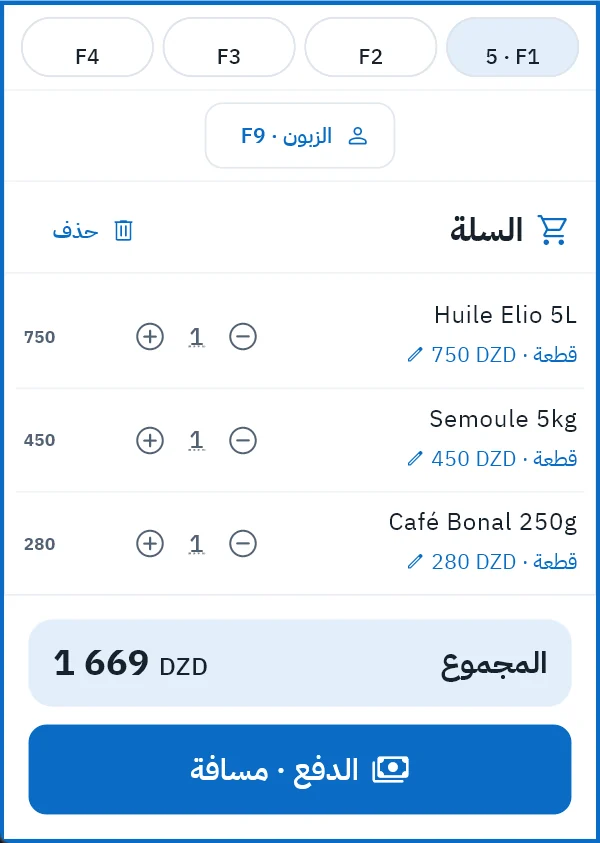 5 · F1
F2
F3
F4
الزبون · F9
السلة
حذف
Huile Elio 5L
قطعة · 750 DZD
1
750
Semoule 5kg
قطعة · 450 DZD
1
450
Café Bonal 250g
قطعة · 280 DZD
1
280
المجموع
1 669 DZD
الدفع · مسافة